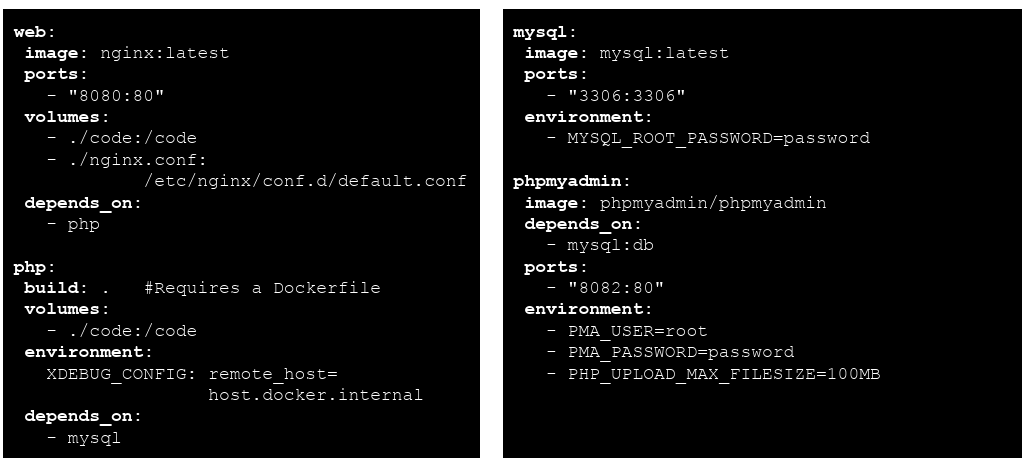 web:
image: nginx:latest
ports:
- "8080:80"
volumes:
- ./code:/code
- ./nginx.conf:
/etc/nginx/conf.d/default.conf
depends_on:
- php
php:
build: .   #Requires a Dockerfile
volumes:
- ./code:/code
environment:
XDEBUG_CONFIG: remote_host=
host.docker.internal
depends_on:
- mysql
mysql:
image: mysql:latest
ports:
- "3306:3306"
environment:
- MYSQL_ROOT_PASSWORD=password
phpmyadmin:
image: phpmyadmin/phpmyadmin
depends_on:
- mysql:db
ports:
- "8082:80"
environment:
- PMA_USER=root
- PMA_PASSWORD=password
- PHP_UPLOAD_MAX_FILESIZE=100MB